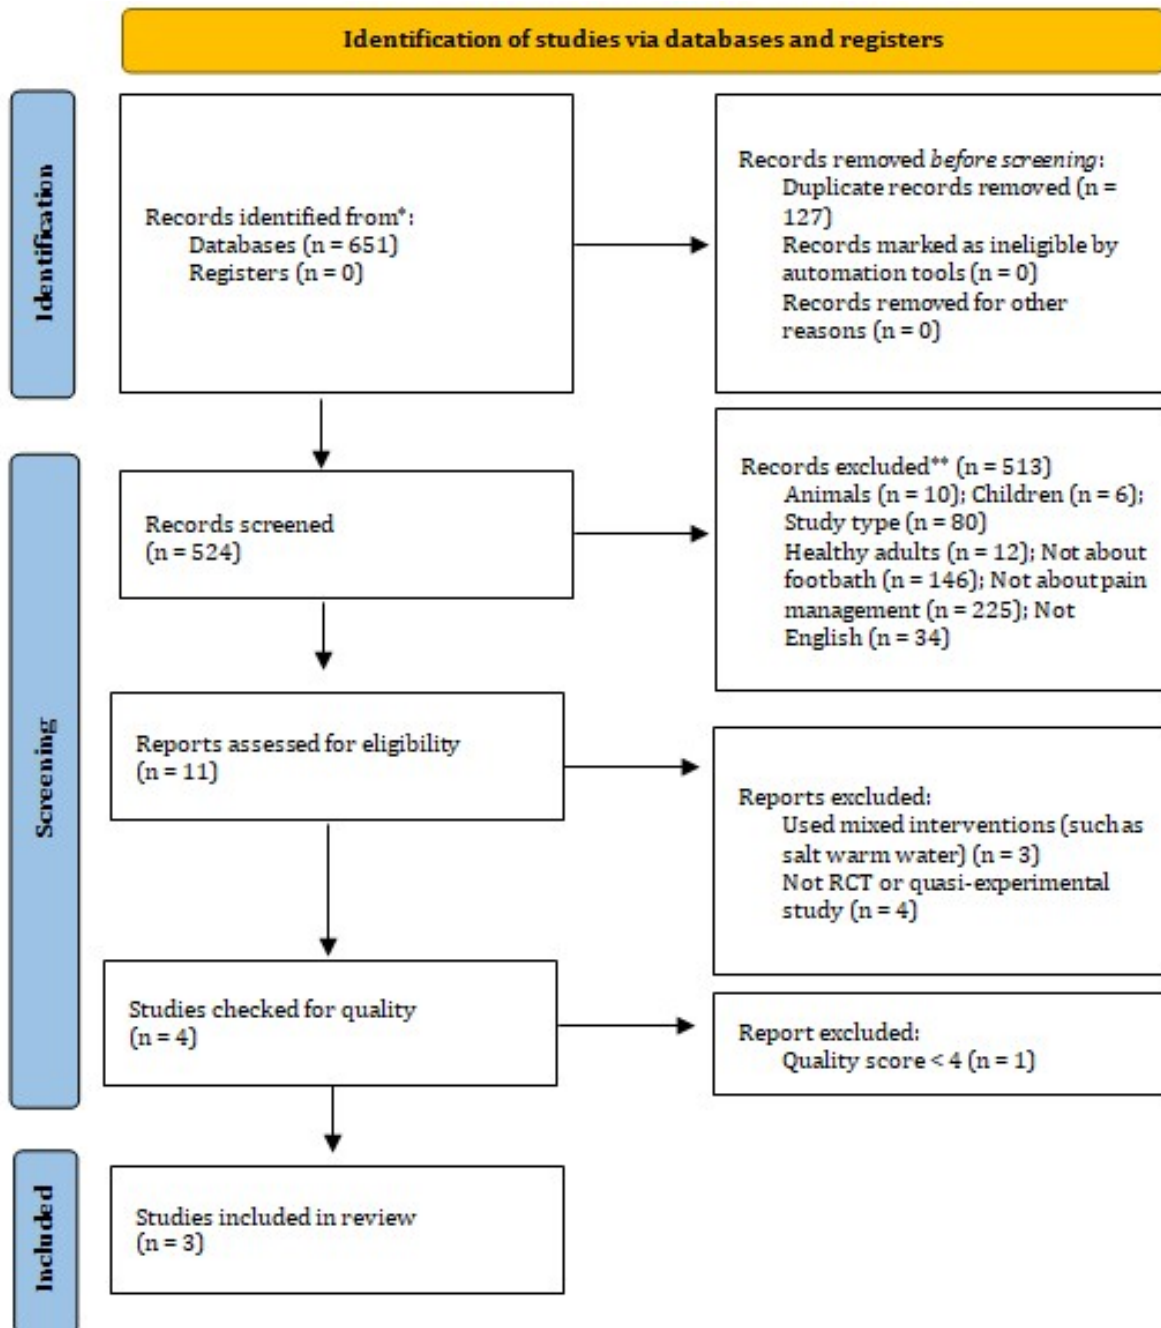 Identification of studies via databases and registers
Identification
Records identified from*:
Databases (n = 651)
Registers (n = 0)
Records removed before screening:
Duplicate records removed (n =
127)
Records marked as ineligible by
automation tools (n = 0)
Records removed for other
reasons (n = 0)
Screening
Records screened
(n = 524)
Records excluded** (n = 513)
Animals (n = 10); Children (n = 6);
Study type (n = 80)
Healthy adults (n = 12); Not about
footbath (n = 146); Not about pain
management (n = 225); Not
English (n = 34)
Reports assessed for eligibility
(n = 11)
Reports excluded:
Used mixed interventions (such as
salt warm water) (n = 3)
Not RCT or quasi-experimental
study (n = 4)
Studies checked for quality
(n = 4)
Report excluded:
Quality score < 4 (n = 1)
Included
Studies included in review
(n = 3)